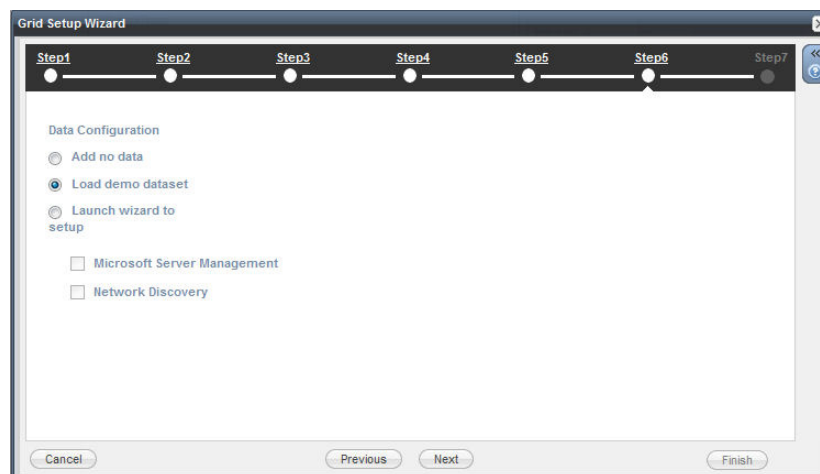 Grid Setup Wizard
Step1 Step2 Step3 Step4 Step5 Step6 Step7
Data Configuration
Add no data
Load demo dataset
Launch wizard to
setup
Microsoft Server Management
Network Discovery
Cancel Previous Next Finish